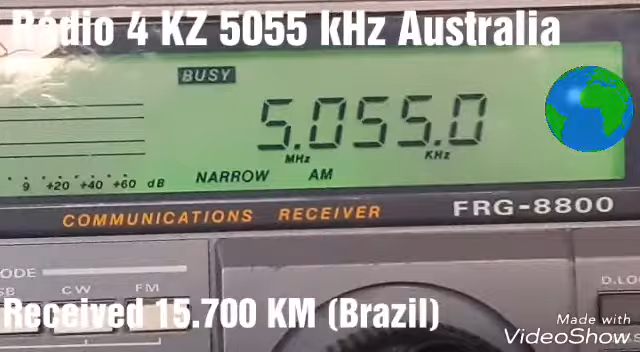 Rádio 4 KZ 5055 kHz Australia
BUSY
5.055.0
MHz KHz
9 +20 +40 +60 dB NARROW AM
COMMUNICATIONS RECEIVER FRG-8800
CW FM
D.LO
Received 15.700 KM (Brazil)
Made with
VideoShow